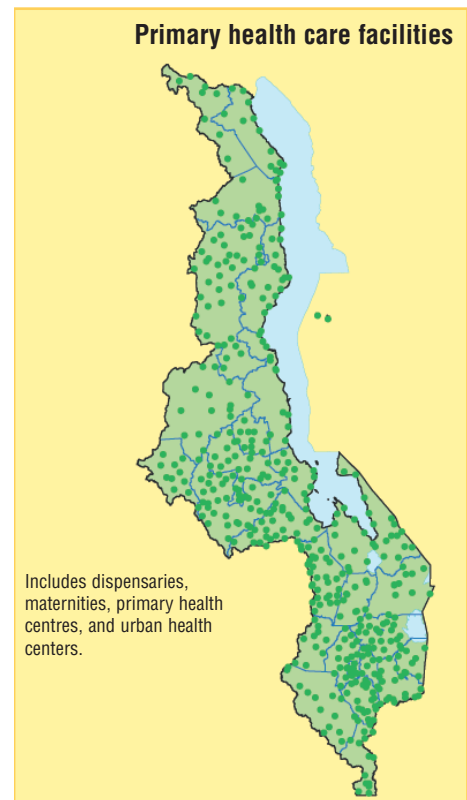 Primary health care facilities
Includes dispensaries,
maternities, primary health
centres, and urban health
centers.